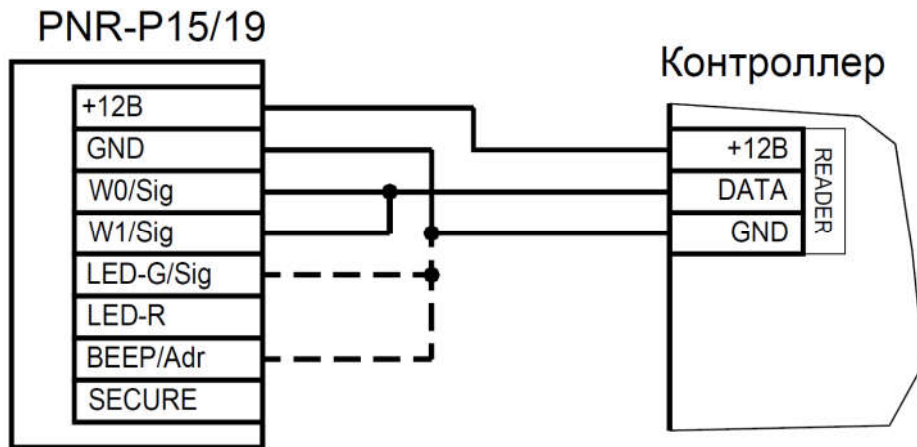 PNR-P15/19
+12В
GND
W0/Sig
W1/Sig
LED-G/Sig
LED-R
BEEP/Adr
SECURE
Контроллер
+12В
DATA
GND
READER